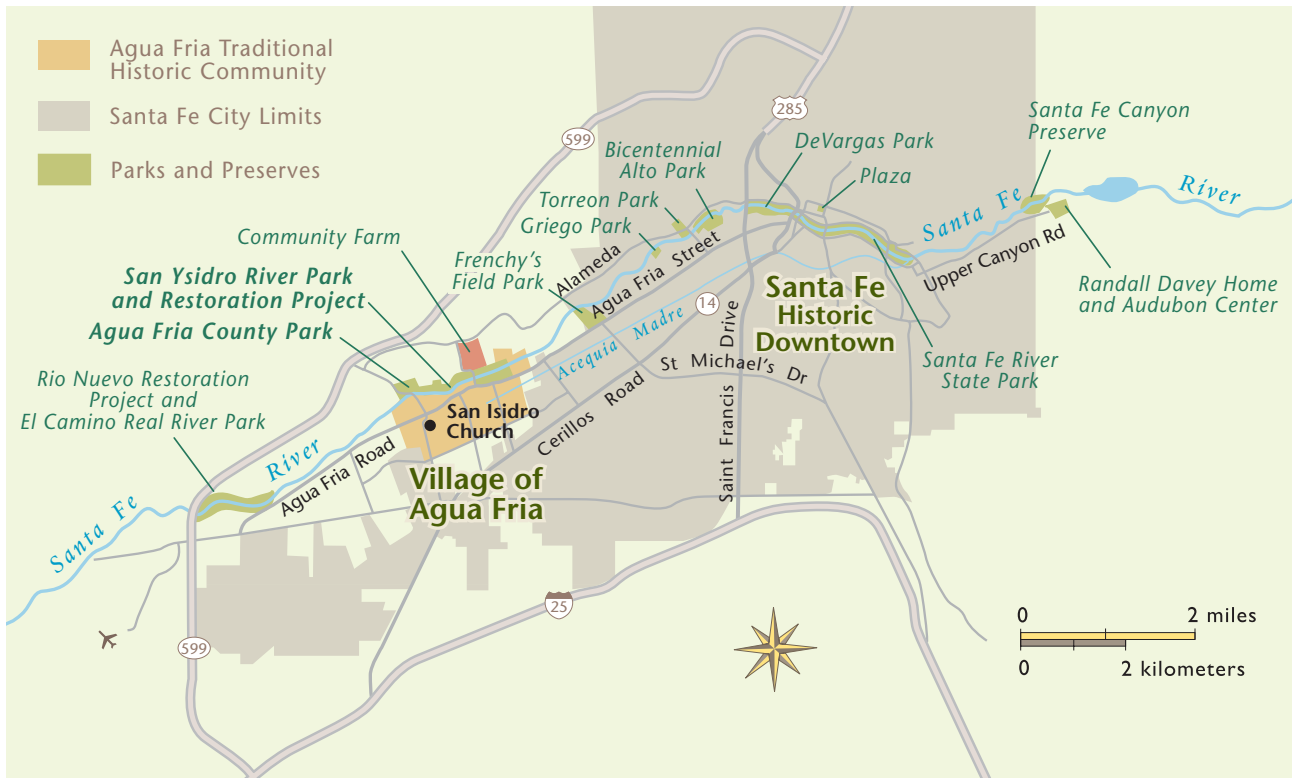 Agua Fria Traditional
Historic Community
Santa Fe City Limits
Parks and Preserves
599
285
Santa Fe Canyon
Preserve
DeVargas Park
Bicentennial
Alto Park
Plaza
Santa Fe River
Torreon Park
Griego Park
Community Farm
Frenchy's
Field Park
Alameda
Agua Fria Street
Upper Canyon Rd
San Ysidro River Park
and Restoration Project
Agua Fria County Park
Randall Davey Home
and Audubon Center
14
Santa Fe
Historic
Downtown
Acequia Madre
Saint Francis Drive
St Michael's Dr
Santa Fe River
State Park
Rio Nuevo Restoration
Project and
El Camino Real River Park
San Isidro
Church
Cerillos Road
Santa Fe River
Agua Fria Road
Village of
Agua Fria
25
599
0 2 miles
0 2 kilometers